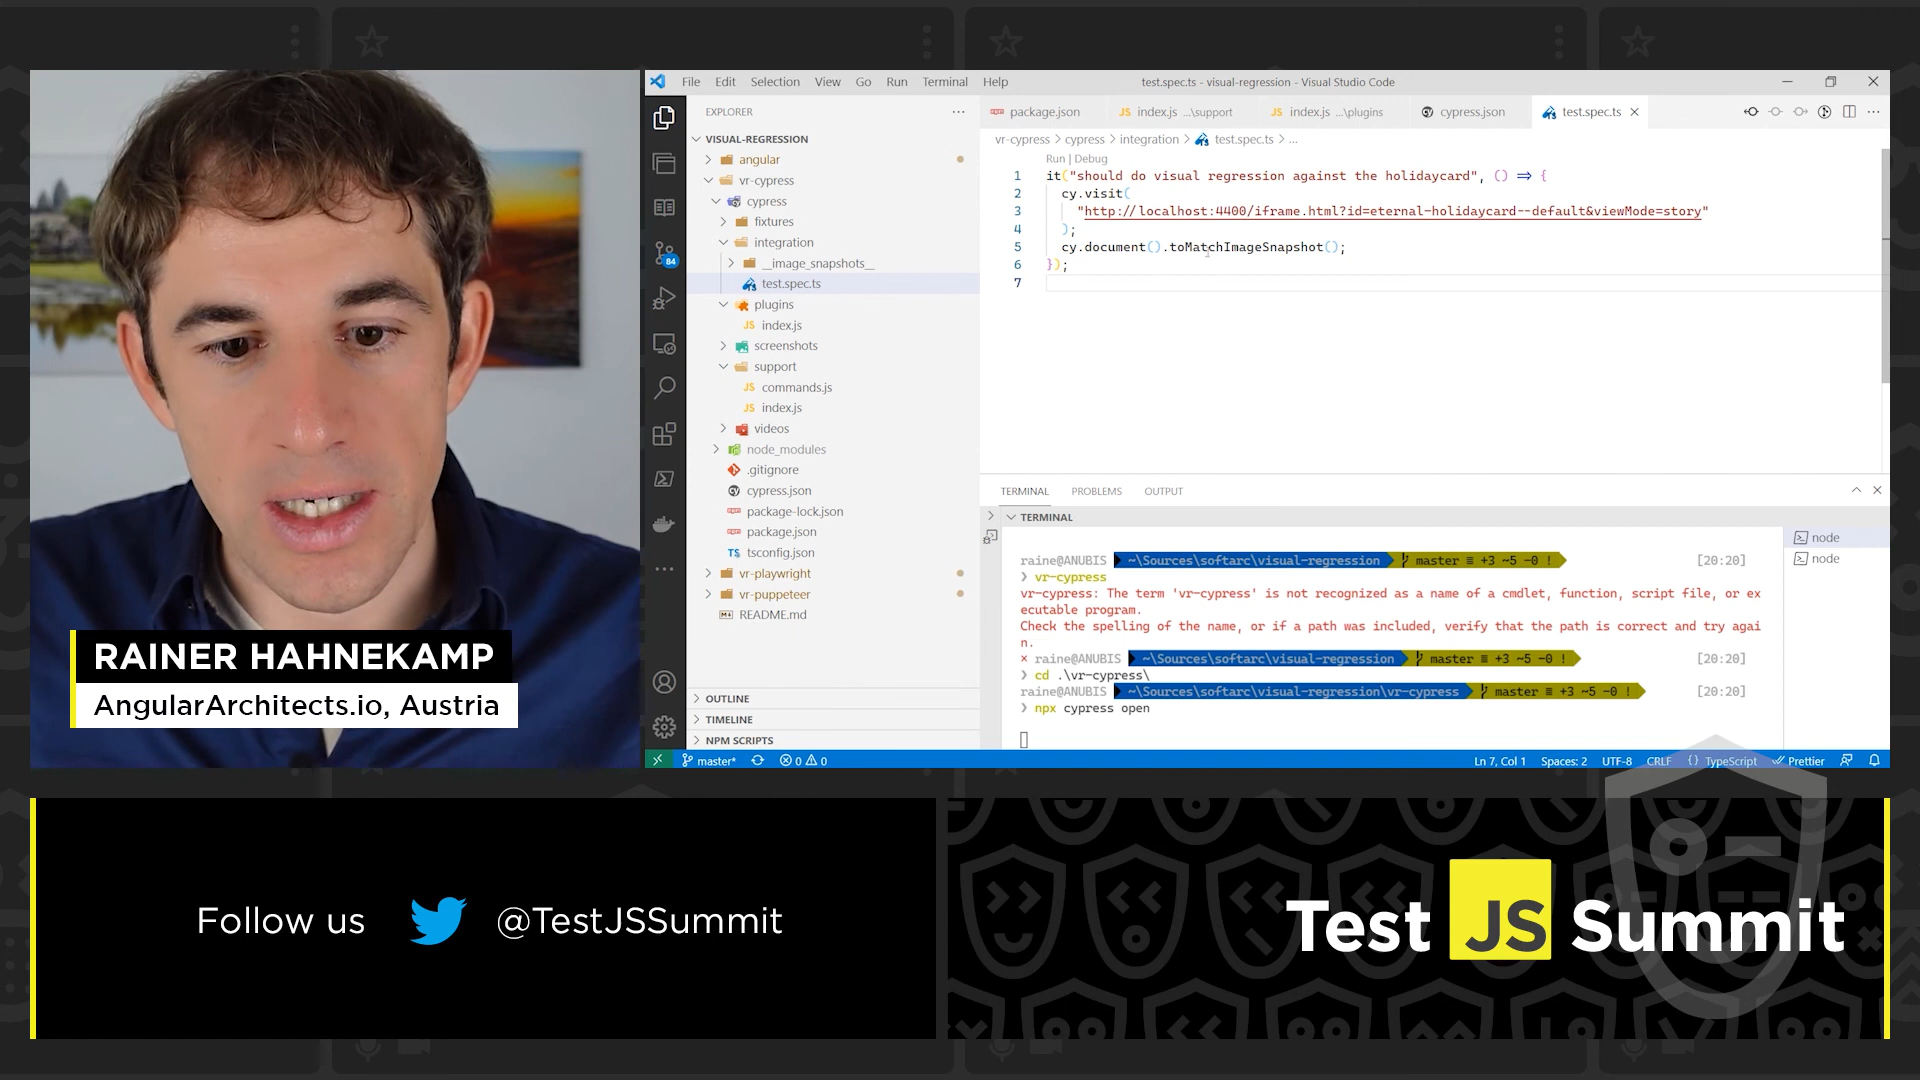 RAINER HAHNEKAMP
AngularArchitects.io, Austria
File Edit Selection View Go Run Terminal Help
test.spec.ts - visual-regression - Visual Studio Code
EXPLORER
VISUAL-REGRESSION
angular
vr-cypress
cypress
fixtures
integration
__image_snapshots__
test.spec.ts
plugins
JS index.js
screenshots
support
JS commands.js
JS index.js
videos
node_modules
.gitignore
cypress.json
package-lock.json
package.json
TS tsconfig.json
vr-playwright
vr-puppeteer
README.md
OUTLINE
TIMELINE
NPM SCRIPTS
84
package.json JS index.js ...\support JS index.js ...\plugins cypress.json test.spec.ts
vr-cypress > cypress > integration > test.spec.ts > ...
Run | Debug
1 it("should do visual regression against the holidaycard", () => {
2 cy.visit(
3 "http://localhost:4400/iframe.html?id=eternal-holidaycard--default&viewMode=story"
4 );
5 cy.document().toMatchImageSnapshot();
6 });
7
TERMINAL PROBLEMS OUTPUT
TERMINAL
node
node
raine@ANUBIS ~\Sources\softarc\visual-regression master ≡ +3 ~5 -0 ! [20:20]
❯ vr-cypress
vr-cypress: The term 'vr-cypress' is not recognized as a name of a cmdlet, function, script file, or ex
ecutable program.
Check the spelling of the name, or if a path was included, verify that the path is correct and try agai
n.
× raine@ANUBIS ~\Sources\softarc\visual-regression master ≡ +3 ~5 -0 ! [20:20]
❯ cd .\vr-cypress\
raine@ANUBIS ~\Sources\softarc\visual-regression\vr-cypress master ≡ +3 ~5 -0 ! [20:20]
❯ npx cypress open
master* 0 0
Ln 7, Col 1 Spaces: 2 UTF-8 CRLF {} TypeScript Prettier
Follow us @TestJSSummit
Test JS Summit